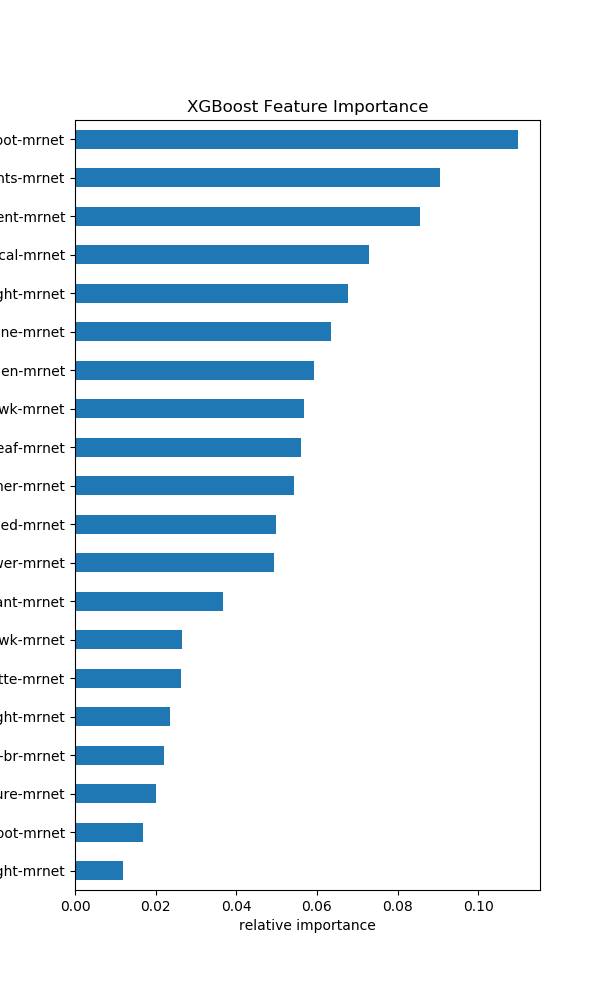 XGBoost Feature Importance
oot-mrnet
nts-mrnet
ent-mrnet
cal-mrnet
ght-mrnet
ne-mrnet
en-mrnet
wk-mrnet
eaf-mrnet
ner-mrnet
ed-mrnet
wer-mrnet
ant-mrnet
wk-mrnet
tte-mrnet
ght-mrnet
-br-mrnet
ure-mrnet
oot-mrnet
ght-mrnet
0.00 0.02 0.04 0.06 0.08 0.10
relative importance